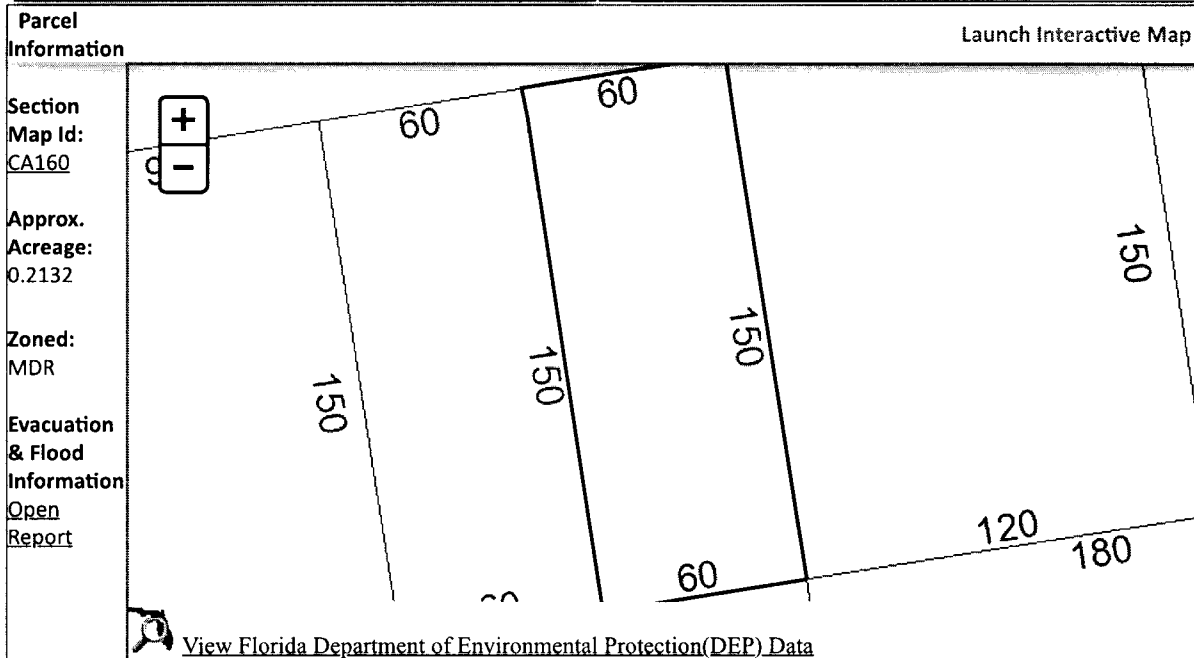 Parcel
Information
Launch Interactive Map
Section
Map Id:
CA160
Approx.
Acreage:
0.2132
Zoned:
MDR
Evacuation
& Flood
Information
Open
Report
+
−
60
60
150
150
150
150
60
120
180
View Florida Department of Environmental Protection(DEP) Data